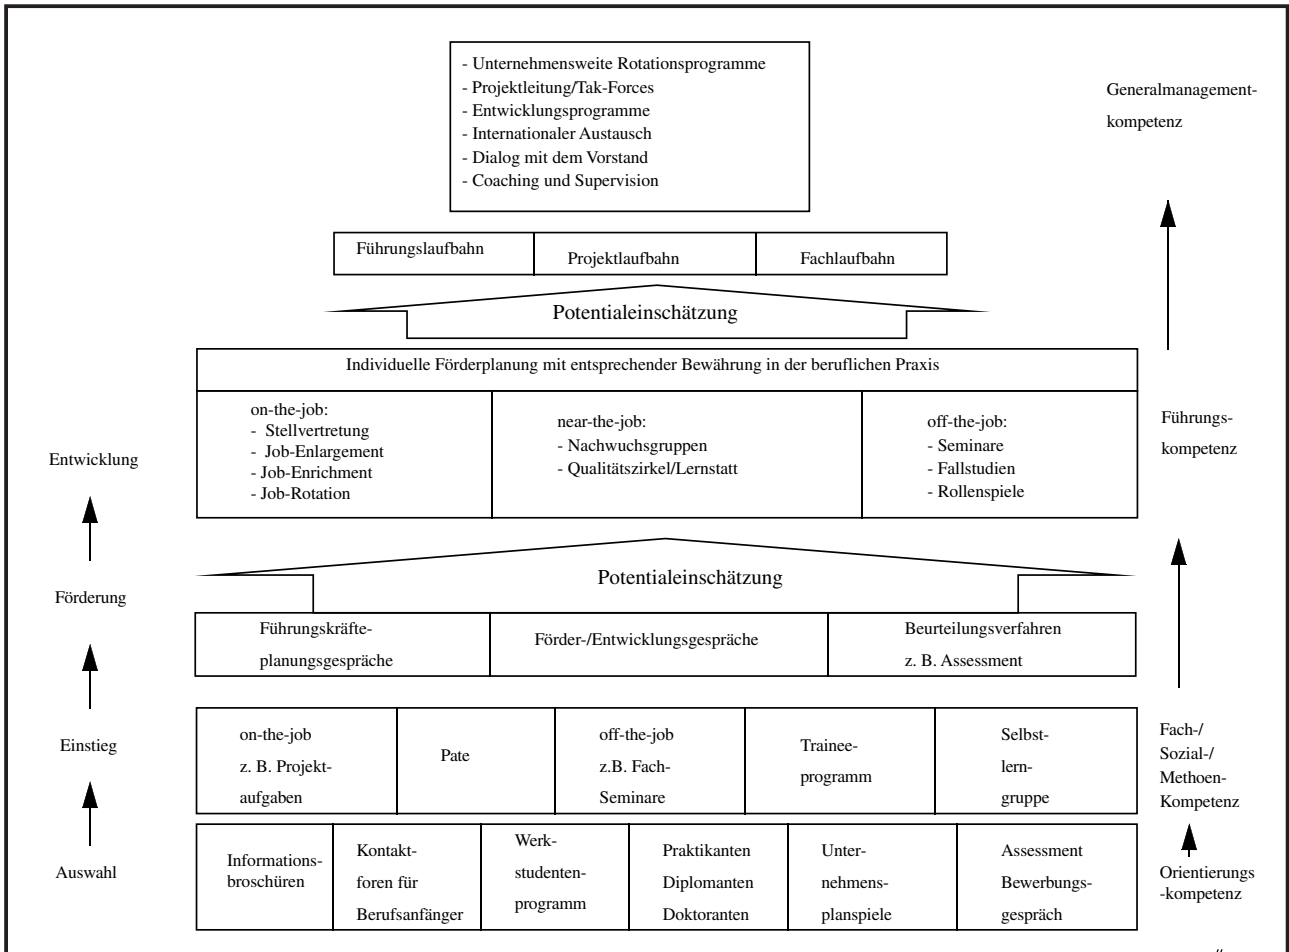 - Unternehmensweite Rotationsprogramme
- Projektleitung/Tak-Forces
- Entwicklungsprogramme
- Internationaler Austausch
- Dialog mit dem Vorstand
- Coaching und Supervision
Generalmanagement-
kompetenz
Führungslaufbahn
Projektlaufbahn
Fachlaufbahn
Potentialeinschätzung
Individuelle Förderplanung mit entsprechender Bewährung in der beruflichen Praxis
on-the-job:
- Stellvertretung
- Job-Enlargement
- Job-Enrichment
- Job-Rotation
near-the-job:
- Nachwuchsgruppen
- Qualitätszirkel/Lernstatt
off-the-job:
- Seminare
- Fallstudien
- Rollenspiele
Führungs-
kompetenz
Entwicklung
Potentialeinschätzung
Förderung
Führungskräfte-
planungsgespräche
Förder-/Entwicklungsgespräche
Beurteilungsverfahren
z. B. Assessment
Einstieg
on-the-job
z. B. Projekt-
aufgaben
Pate
off-the-job
z.B. Fach-
Seminare
Trainee-
programm
Selbst-
lern-
gruppe
Fach-/
Sozial-/
Methoen-
Kompetenz
Auswahl
Informations-
broschüren
Kontakt-
foren für
Berufsanfänger
Werk-
studenten-
programm
Praktikanten
Diplomanten
Doktoranten
Unter-
nehmens-
planspiele
Assessment
Bewerbungs-
gespräch
Orientierungs
-kompetenz